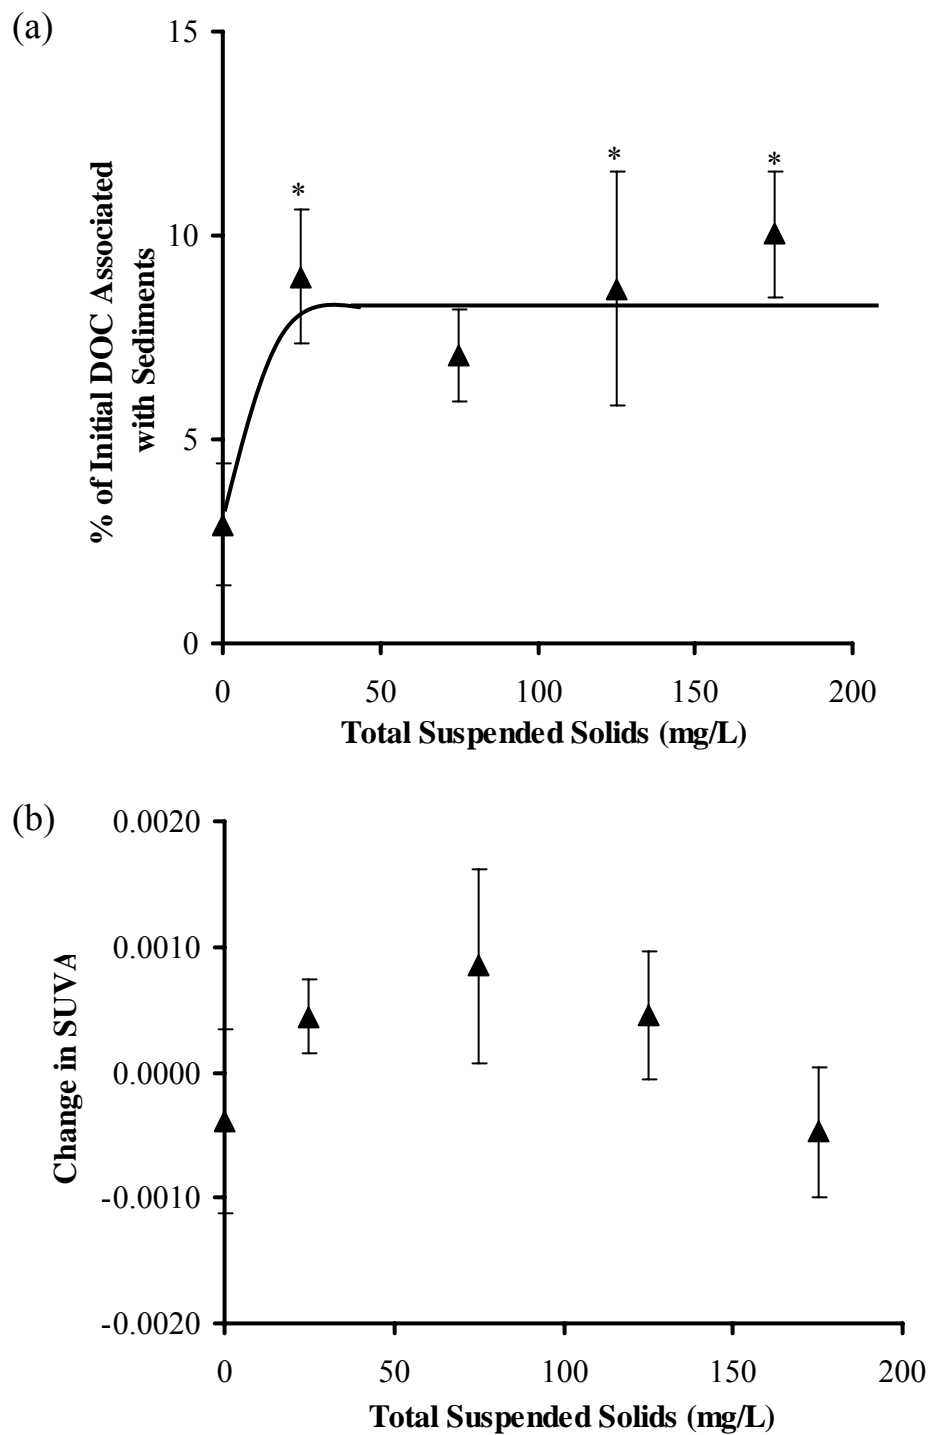 (a)
15
10
5
0
% of Initial DOC Associated
with Sediments
*
*
*
0 50 100 150 200
Total Suspended Solids (mg/L)
(b)
0.0020
0.0010
0.0000
-0.0010
-0.0020
Change in SUVA
0 50 100 150 200
Total Suspended Solids (mg/L)